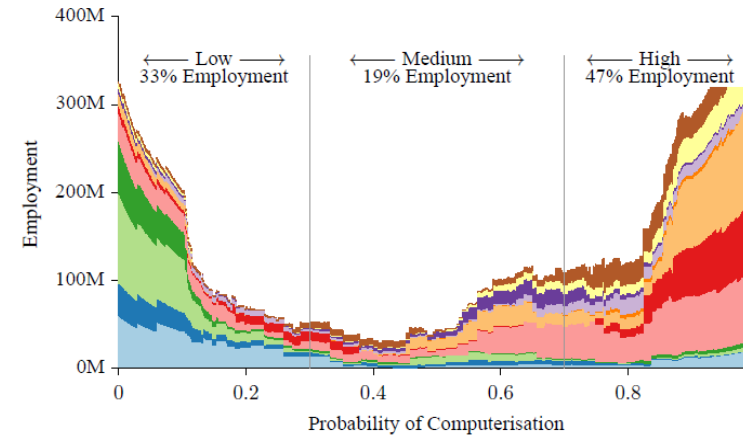 400M
Low Medium High
33% Employment 19% Employment 47% Employment
300M
Employment
200M
100M
0M
0 0.2 0.4 0.6 0.8
Probability of Computerisation